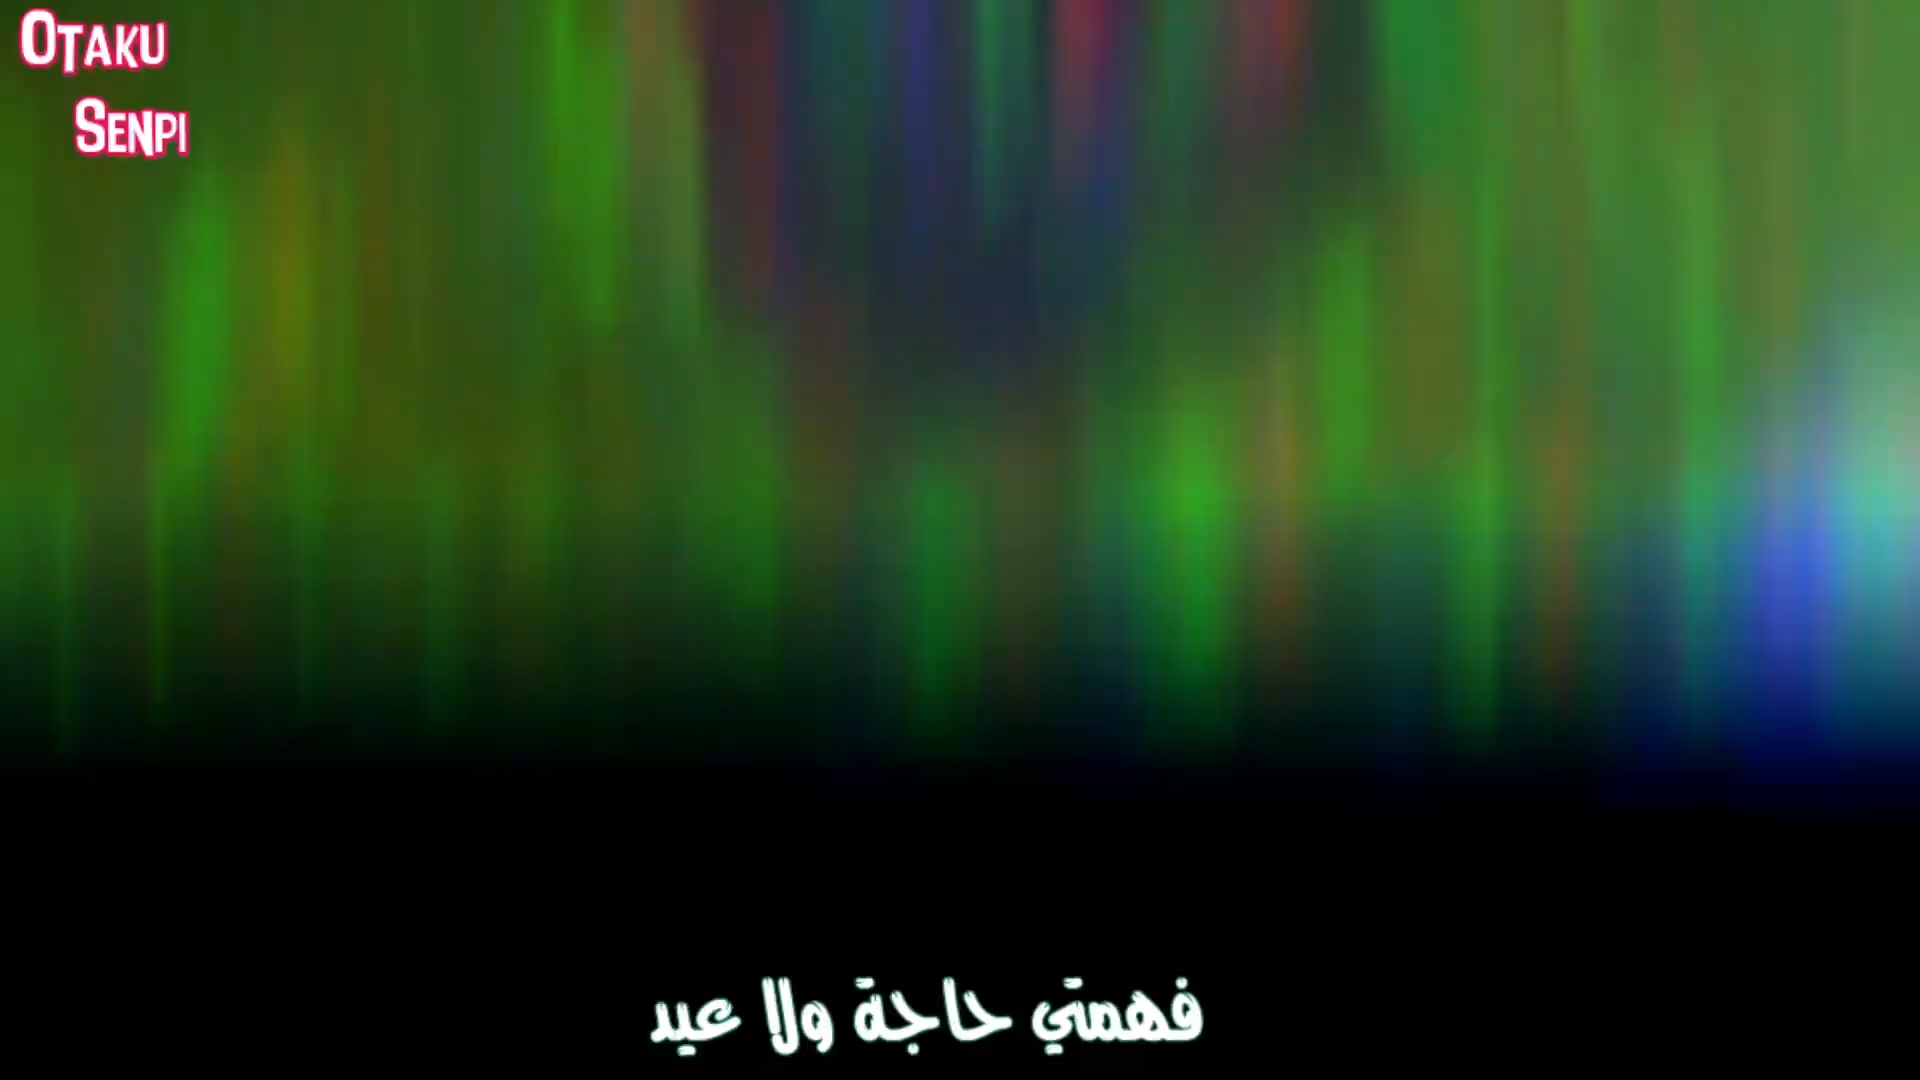 OTAKU
SENPI
فهمتي حاجة ولا عيد